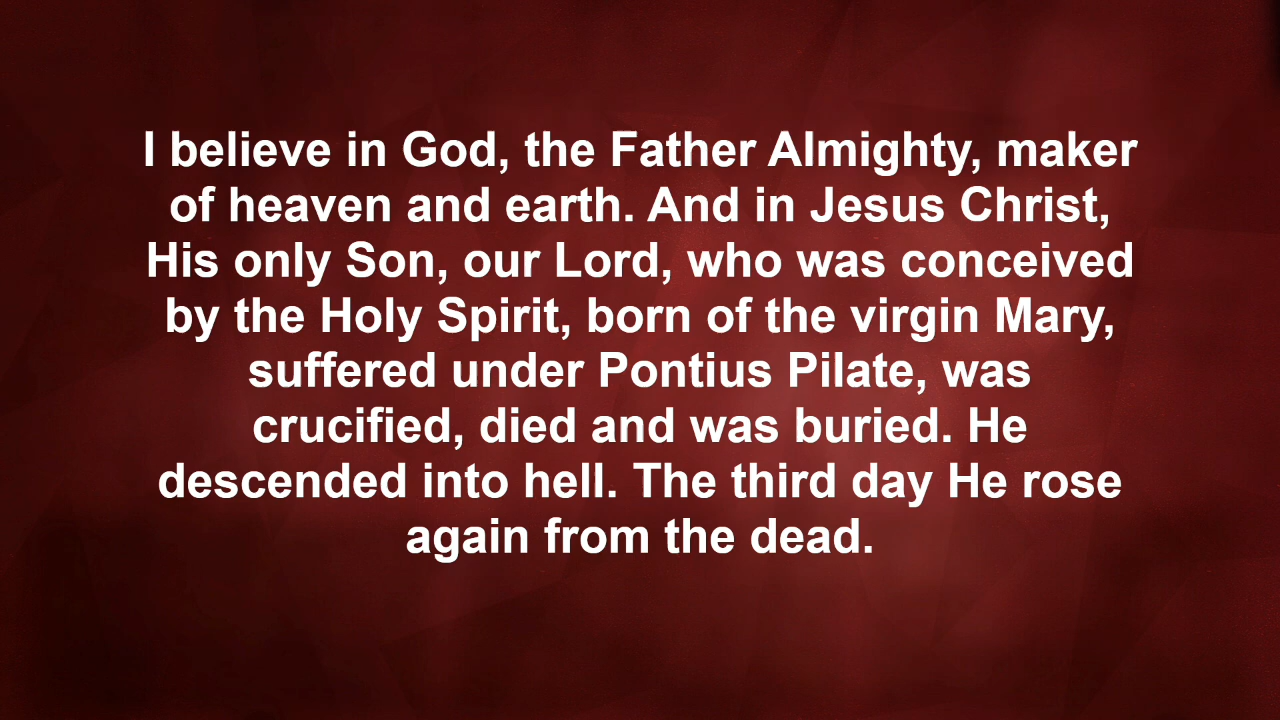 I believe in God, the Father Almighty, maker
of heaven and earth. And in Jesus Christ,
His only Son, our Lord, who was conceived
by the Holy Spirit, born of the virgin Mary,
suffered under Pontius Pilate, was
crucified, died and was buried. He
descended into hell. The third day He rose
again from the dead.